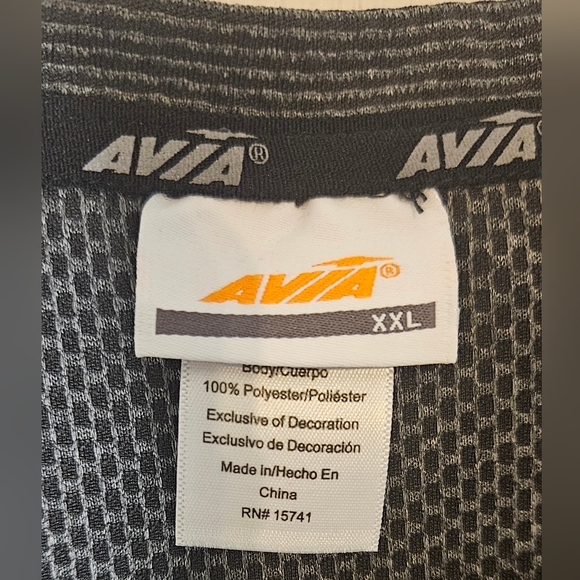 AVIA® AVIA®
AVIA®
XXL
Body/Cuerpo
100% Polyester/Poliéster
Exclusive of Decoration
Exclusivo de Decoración
Made in/Hecho En
China
RN# 15741